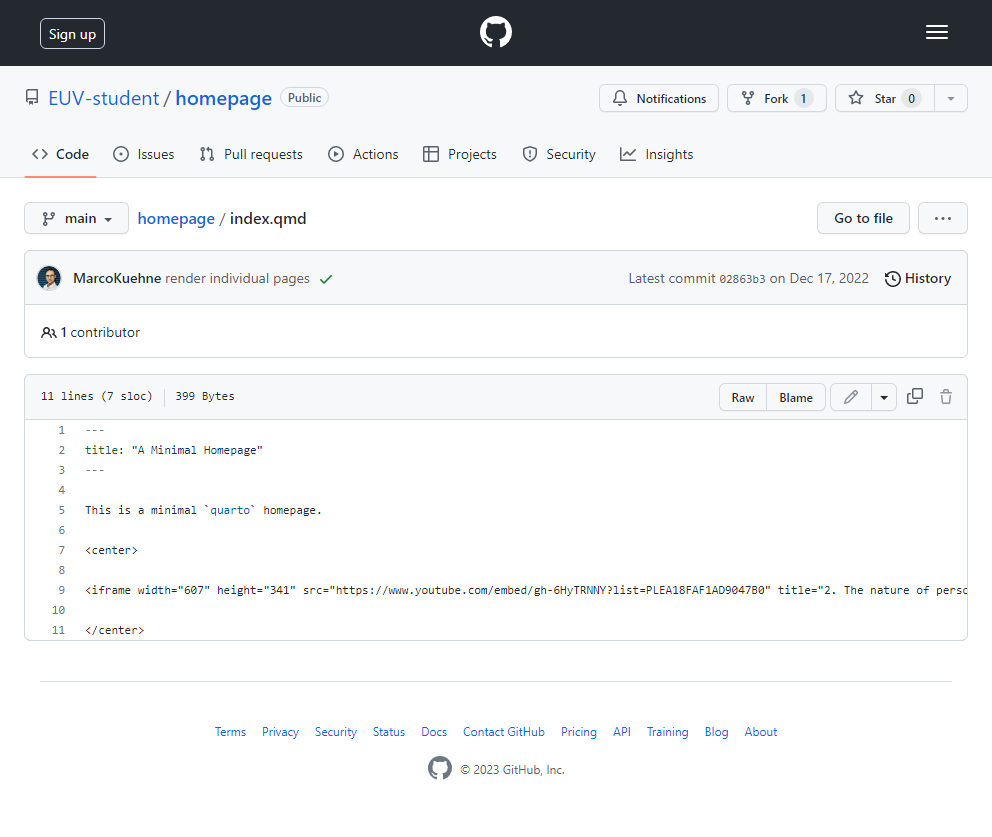 Sign up
EUV-student / homepage Public
Notifications Fork 1 Star 0
Code Issues Pull requests Actions Projects Security Insights
main homepage / index.qmd Go to file ...
MarcoKuehne render individual pages Latest commit 02863b3 on Dec 17, 2022 History
1 contributor
11 lines (7 sloc) 399 Bytes Raw Blame
1 ---
2 title: "A Minimal Homepage"
3 ---
4
5 This is a minimal `quarto` homepage.
6
7 <center>
8
9 <iframe width="607" height="341" src="https://www.youtube.com/embed/gh-6HyTRNNY?list=PLEA18FAF1AD9047B0" title="2. The nature of perso
10
11 </center>
Terms Privacy Security Status Docs Contact GitHub Pricing API Training Blog About
© 2023 GitHub, Inc.